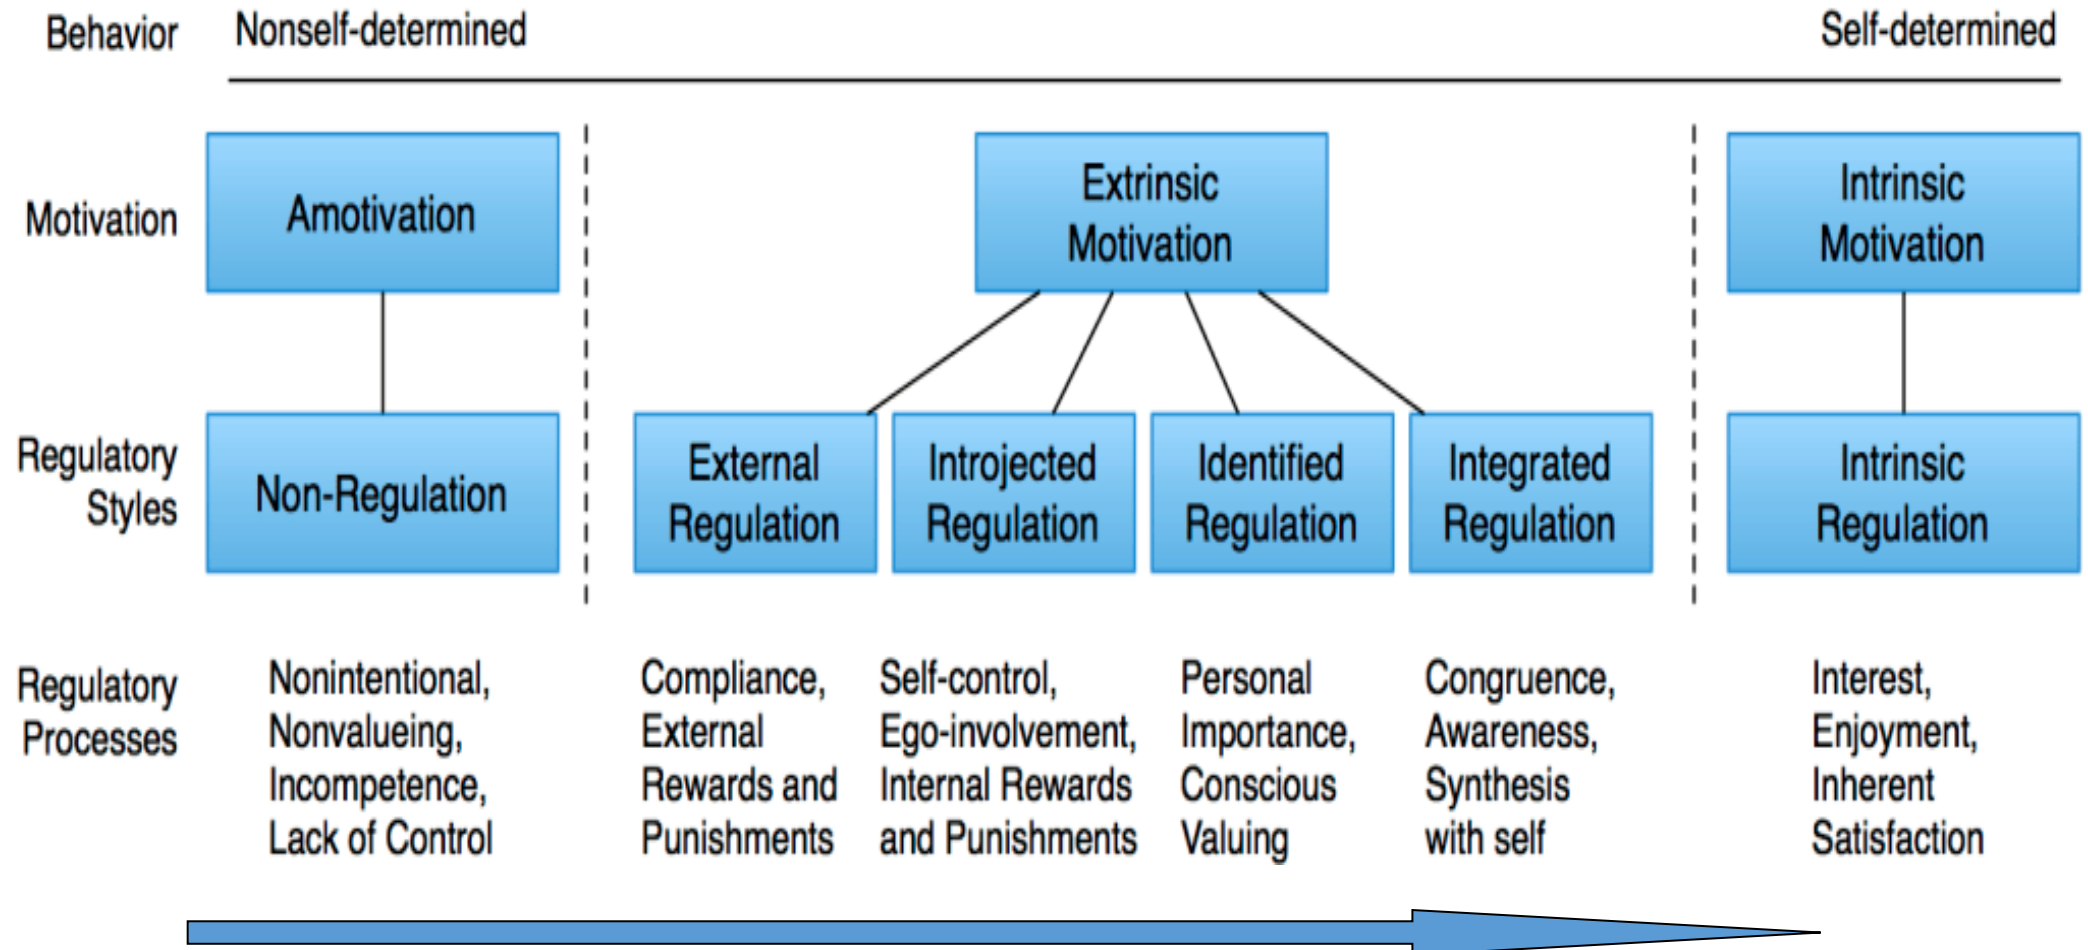 Behavior Nonself-determined Self-determined
Motivation
Amotivation
Extrinsic
Motivation
Intrinsic
Motivation
Regulatory
Styles
Non-Regulation
External
Regulation
Introjected
Regulation
Identified
Regulation
Integrated
Regulation
Intrinsic
Regulation
Regulatory
Processes
Nonintentional,
Nonvalueing,
Incompetence,
Lack of Control
Compliance,
External
Rewards and
Punishments
Self-control,
Ego-involvement,
Internal Rewards
and Punishments
Personal
Importance,
Conscious
Valuing
Congruence,
Awareness,
Synthesis
with self
Interest,
Enjoyment,
Inherent
Satisfaction